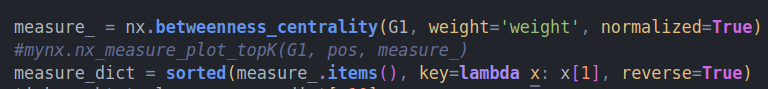 measure_ = nx.betweenness_centrality(G1, weight='weight', normalized=True)
#mynx.nx_measure_plot_topK(G1, pos, measure_)
measure_dict = sorted(measure_.items(), key=lambda x: x[1], reverse=True)